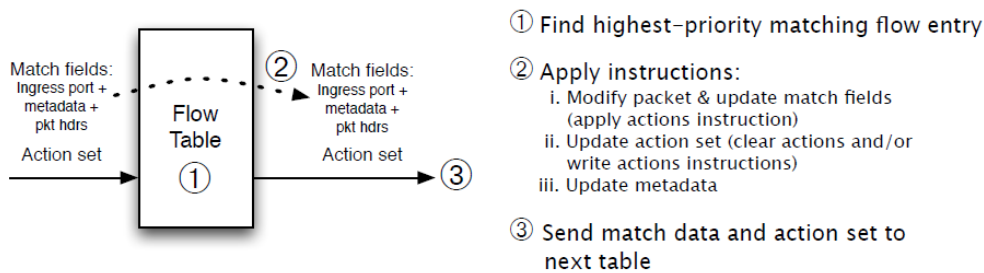 Match fields:
Ingress port +
metadata +
pkt hdrs
Action set
Flow
Table
①
②
Match fields:
Ingress port +
metadata +
pkt hdrs
Action set
③
① Find highest-priority matching flow entry
② Apply instructions:
i. Modify packet & update match fields
(apply actions instruction)
ii. Update action set (clear actions and/or
write actions instructions)
iii. Update metadata
③ Send match data and action set to
next table